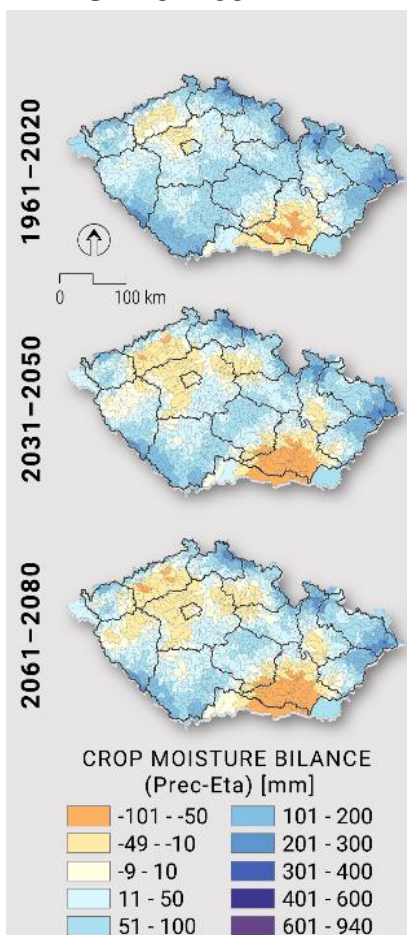 1961–2020
0 100 km
2031–2050
2061–2080
CROP MOISTURE BILANCE
(Prec-Eta) [mm]
-101 - -50
-49 - -10
-9 - 10
11 - 50
51 - 100
101 - 200
201 - 300
301 - 400
401 - 600
601 - 940